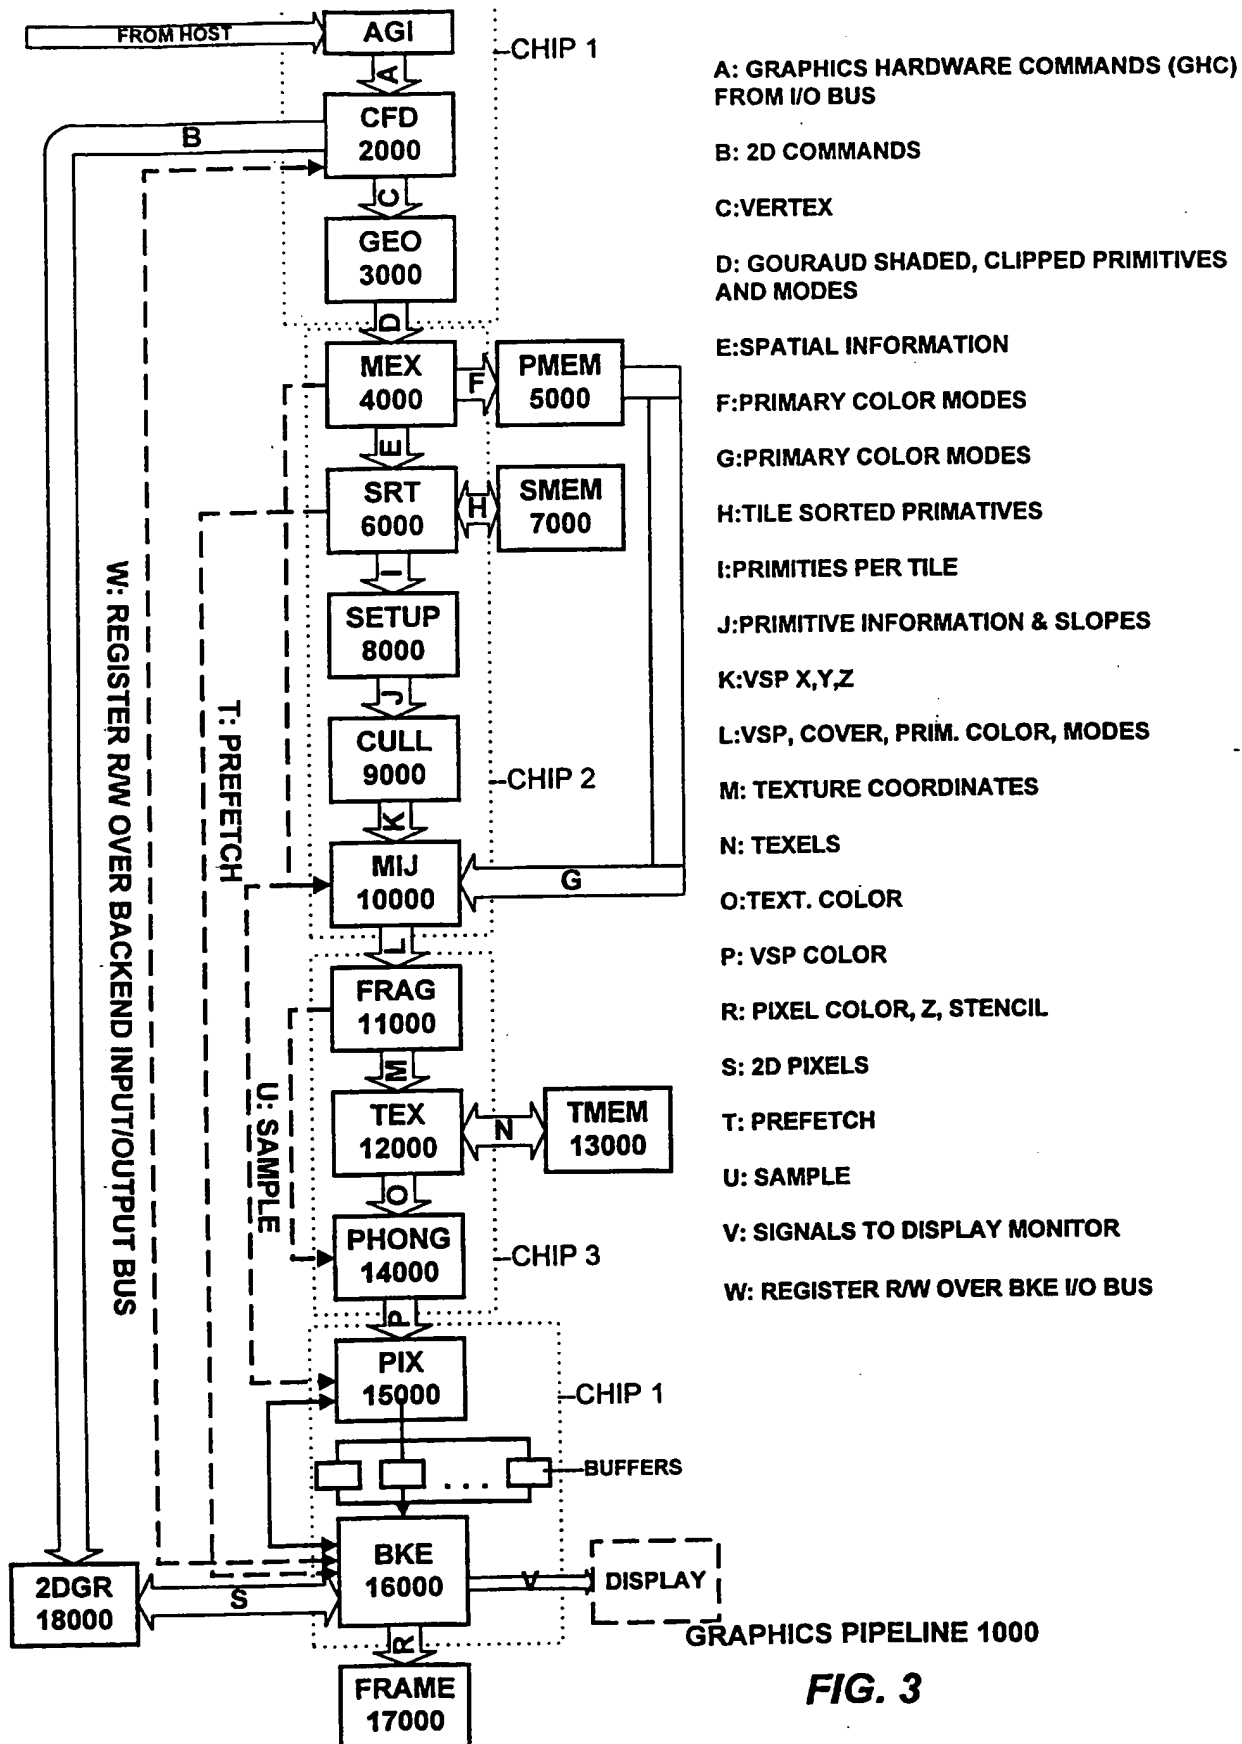 FROM HOST
AGI
CHIP 1
A
CFD
2000
B
C
GEO
3000
D
MEX
4000
F
PMEM
5000
E
SRT
6000
H
SMEM
7000
I
SETUP
8000
J
CULL
9000
CHIP 2
K
MIJ
10000
G
L
FRAG
11000
M
TEX
12000
N
TMEM
13000
O
PHONG
14000
CHIP 3
P
PIX
15000
CHIP 1
BUFFERS
. . .
BKE
16000
V
DISPLAY
2DGR
18000
S
R
FRAME
17000
W: REGISTER R/W OVER BACKEND INPUT/OUTPUT BUS
T: PREFETCH
U: SAMPLE
A: GRAPHICS HARDWARE COMMANDS (GHC)
FROM I/O BUS
B: 2D COMMANDS
C:VERTEX
D: GOURAUD SHADED, CLIPPED PRIMITIVES
AND MODES
E:SPATIAL INFORMATION
F:PRIMARY COLOR MODES
G:PRIMARY COLOR MODES
H:TILE SORTED PRIMATIVES
I:PRIMITIES PER TILE
J:PRIMITIVE INFORMATION & SLOPES
K:VSP X,Y,Z
L:VSP, COVER, PRIM. COLOR, MODES
M: TEXTURE COORDINATES
N: TEXELS
O:TEXT. COLOR
P: VSP COLOR
R: PIXEL COLOR, Z, STENCIL
S: 2D PIXELS
T: PREFETCH
U: SAMPLE
V: SIGNALS TO DISPLAY MONITOR
W: REGISTER R/W OVER BKE I/O BUS
GRAPHICS PIPELINE 1000
FIG. 3